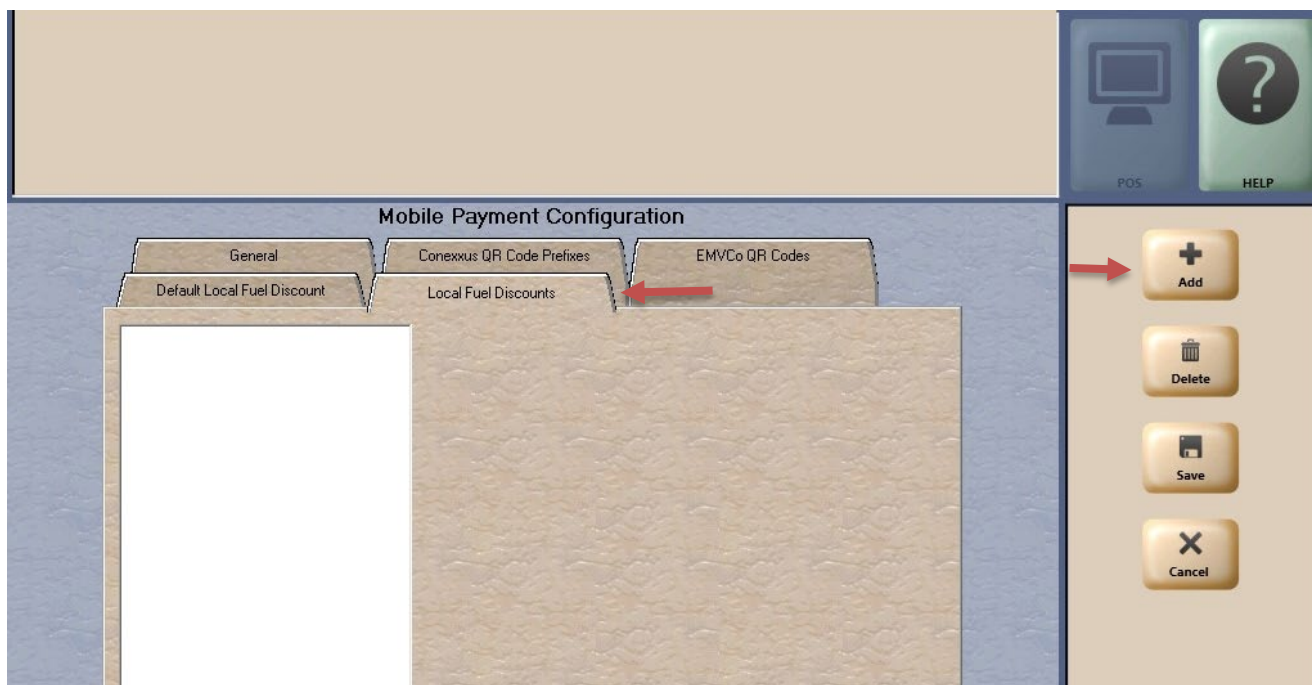 POS
HELP
Mobile Payment Configuration
General
Conexxus QR Code Prefixes
EMVCo QR Codes
Default Local Fuel Discount
Local Fuel Discounts
Add
Delete
Save
Cancel